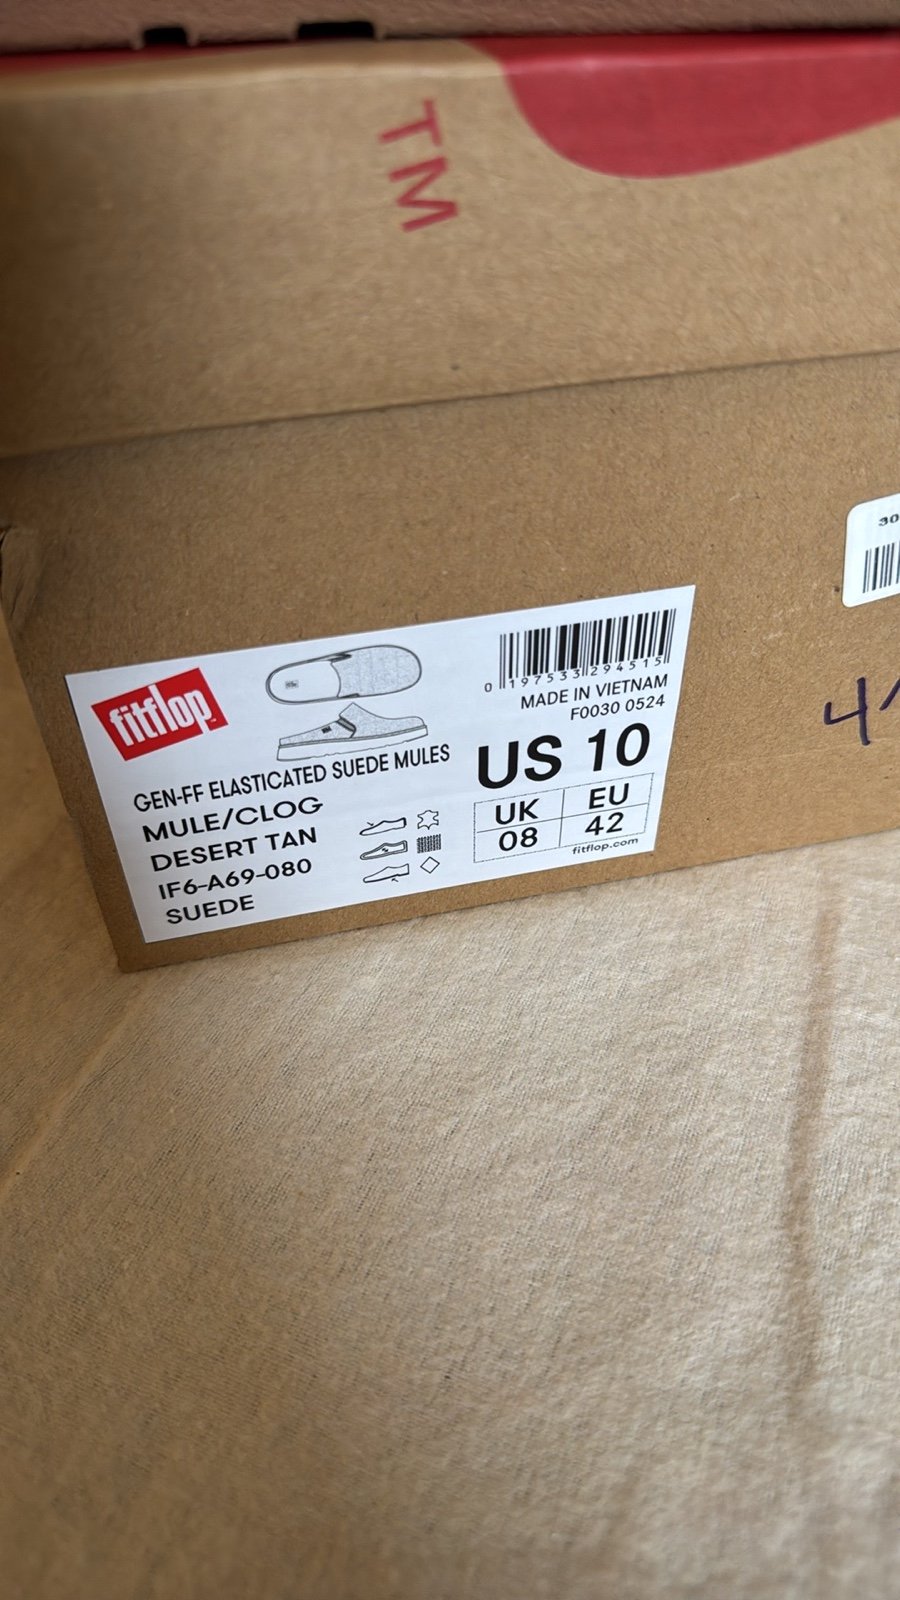 TM
30
fitflop
GEN-FF ELASTICATED SUEDE MULES
MULE/CLOG
DESERT TAN
IF6-A69-080
SUEDE
0 197533 294515
MADE IN VIETNAM
F0030 0524
US 10
UK EU
08 42
fitflop.com